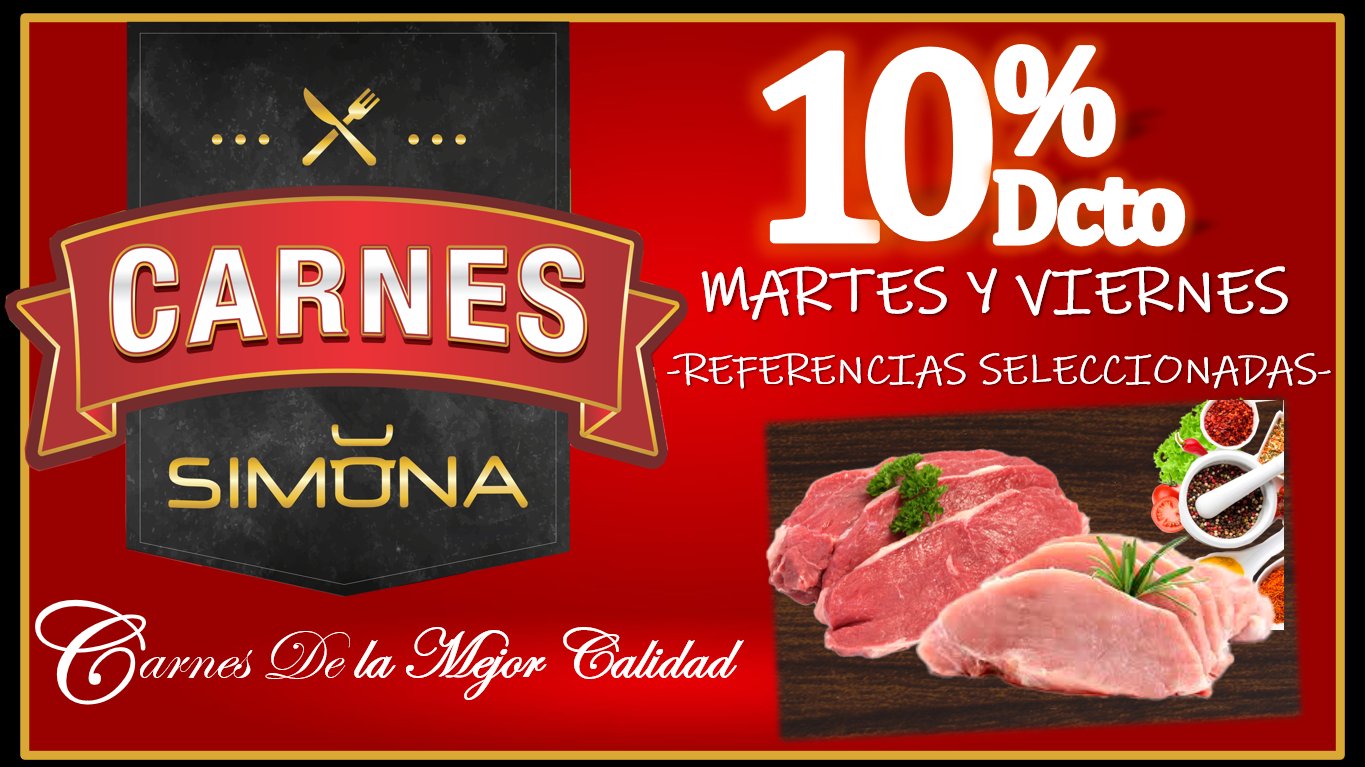 CARNES
SIMONA
10%
Dcto
MARTES Y VIERNES
-REFERENCIAS SELECCIONADAS-
Carnes De la Mejor Calidad